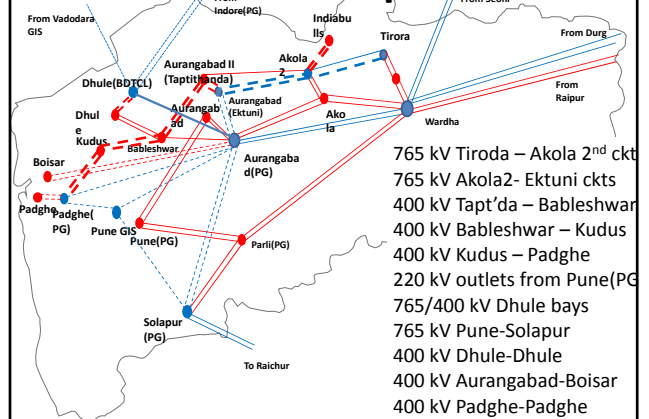 From
Indore(PG)
From Seoni
From Vadodara
GIS
Indiabu
lls
Tirora
From Durg
Aurangabad II
(Taptithanda)
Akola
2
Dhule(BDTCL)
From
Raipur
Aurangabad
(Ektuni)
Dhul
e
Aurangab
ad
Ako
la
Wardha
Kudus
Bableshwar
Boisar
Aurangaba
d(PG)
Padghe
Padghe(
PG)
Pune GIS
Pune(PG)
Parli(PG)
Solapur
(PG)
To Raichur
765 kV Tiroda – Akola 2nd ckt
765 kV Akola2- Ektuni ckts
400 kV Tapt'da – Bableshwar
400 kV Bableshwar – Kudus
400 kV Kudus – Padghe
220 kV outlets from Pune(PG
765/400 kV Dhule bays
765 kV Pune-Solapur
400 kV Dhule-Dhule
400 kV Aurangabad-Boisar
400 kV Padghe-Padghe